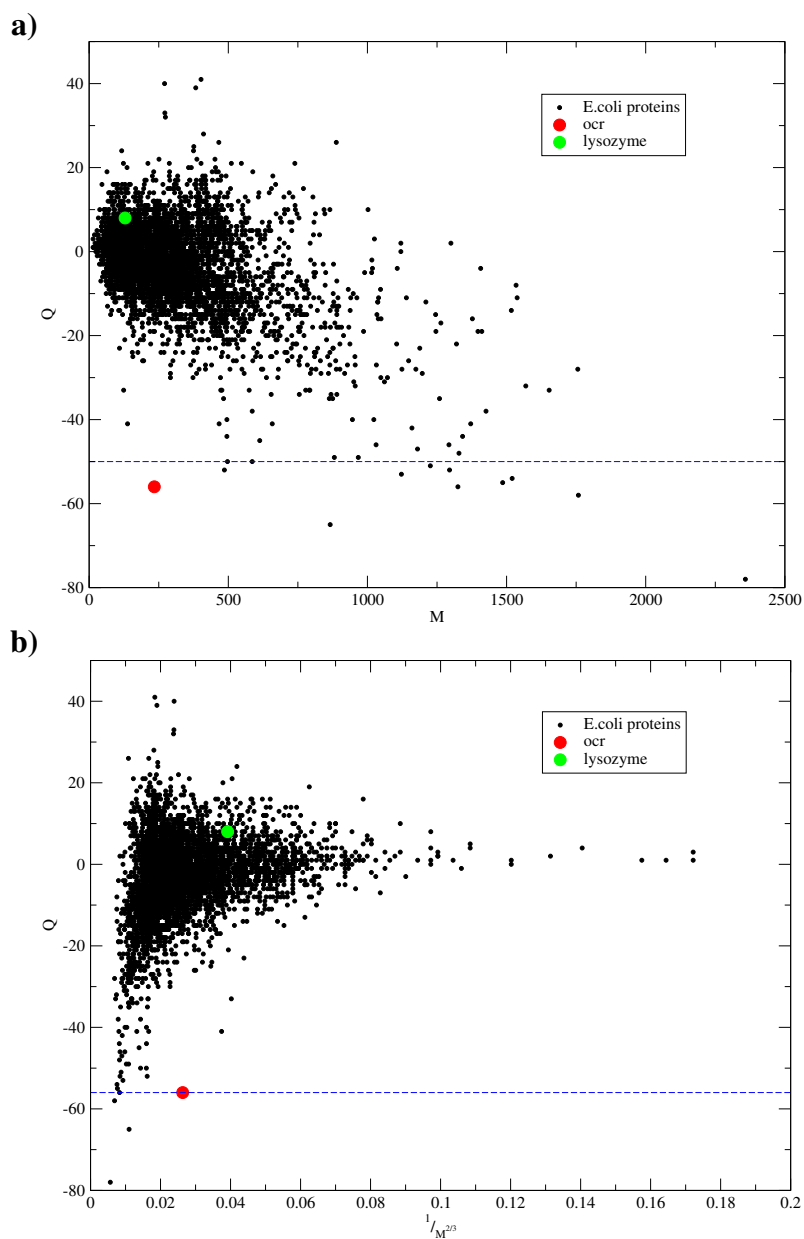 a)
40
20
0
-20
-40
-60
-80
Q
E.coli proteins
ocr
lysozyme
0 500 1000 1500 2000 2500
M
b)
40
20
0
-20
-40
-60
-80
Q
E.coli proteins
ocr
lysozyme
0 0.02 0.04 0.06 0.08 0.1 0.12 0.14 0.16 0.18 0.2
1/M^2/3